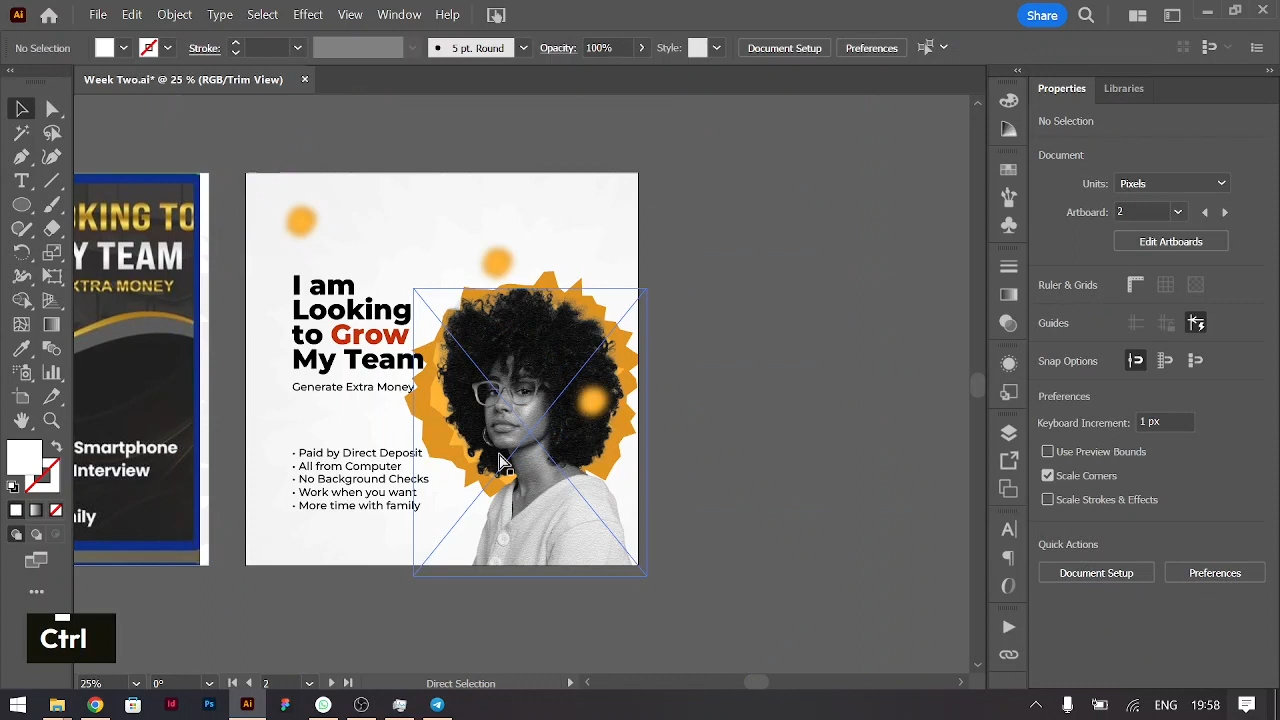 Ai File Edit Object Type Select Effect View Window Help Share
No Selection Stroke: 5 pt. Round Opacity: 100% Style: Document Setup Preferences
Week Two.ai* @ 25 % (RGB/Trim View)
Properties Libraries
No Selection
Document
Units: Pixels
Artboard: 2
Edit Artboards
Ruler & Grids
Guides
Snap Options
Preferences
Keyboard Increment: 1 px
Use Preview Bounds
Scale Corners
Scale Strokes & Effects
Quick Actions
Document Setup Preferences
OKING TO
Y TEAM
XTRA MONEY
Smartphone
Interview
ily
I am
Looking
to Grow
My Team
Generate Extra Money
• Paid by Direct Deposit
• All from Computer
• No Background Checks
• Work when you want
• More time with family
Ctrl
25% 0° 2 Direct Selection
Id Ps Ai ENG 19:58